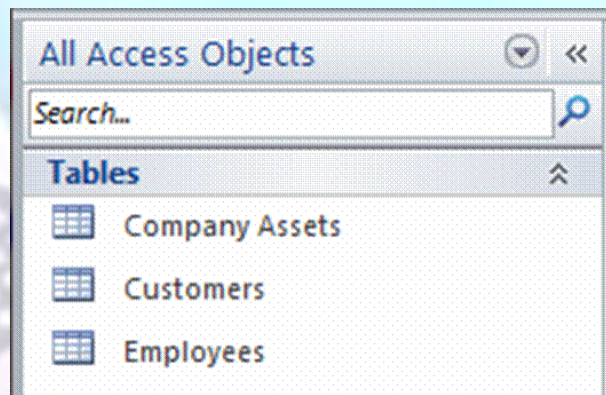 All Access Objects
Search...
Tables
Company Assets
Customers
Employees